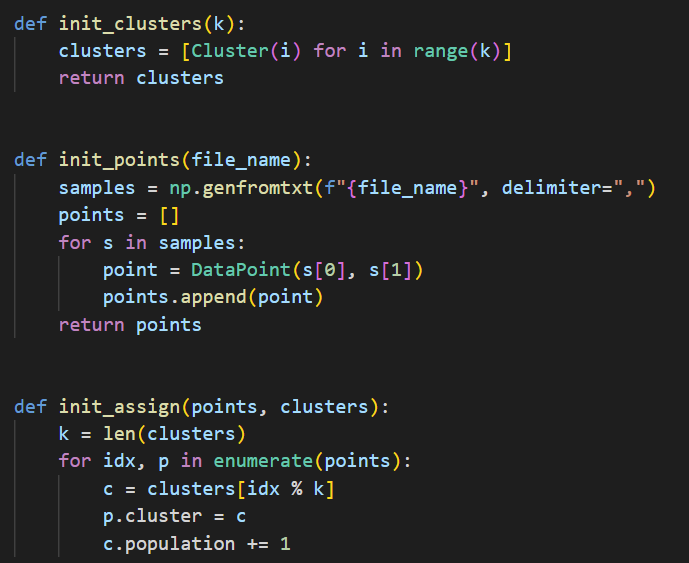 def init_clusters(k):
    clusters = [Cluster(i) for i in range(k)]
    return clusters
def init_points(file_name):
    samples = np.genfromtxt(f"{file_name}", delimiter=",")
    points = []
    for s in samples:
        point = DataPoint(s[0], s[1])
        points.append(point)
    return points
def init_assign(points, clusters):
    k = len(clusters)
    for idx, p in enumerate(points):
        c = clusters[idx % k]
        p.cluster = c
        c.population += 1